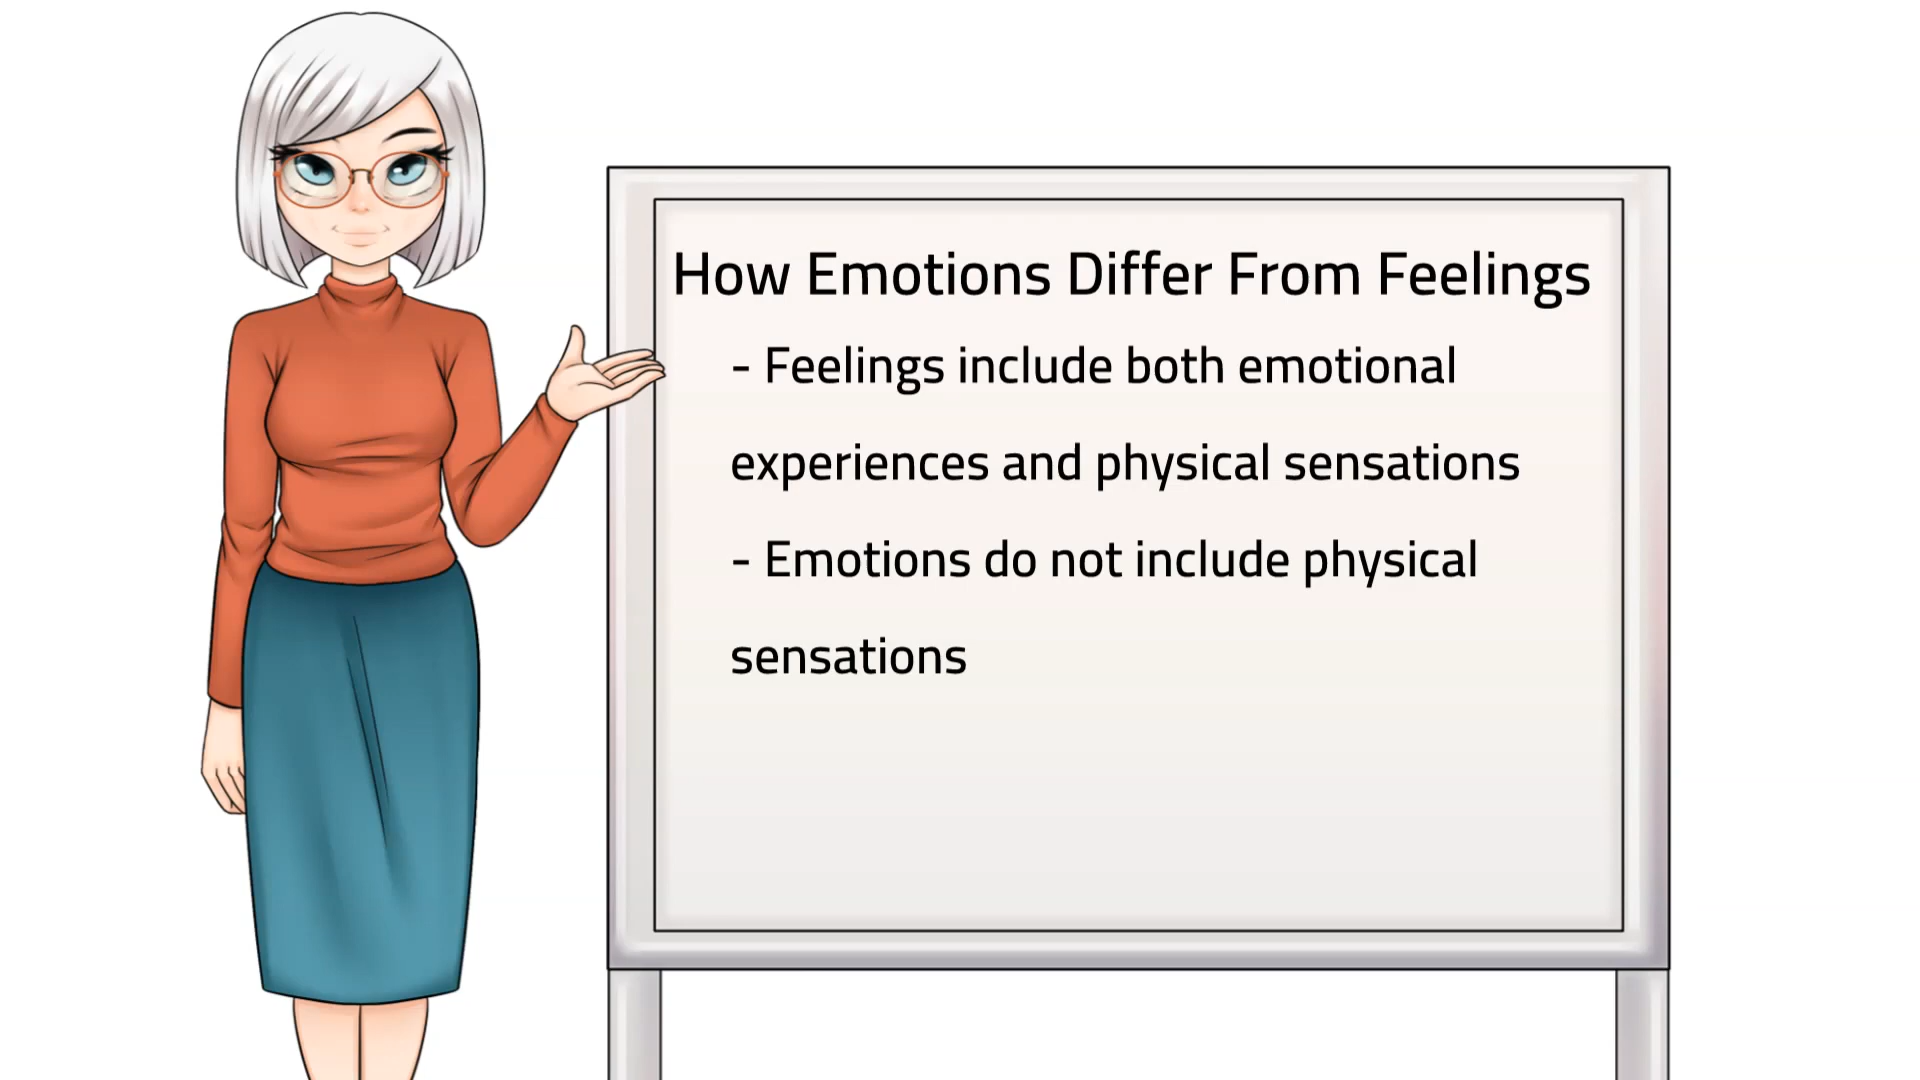 How Emotions Differ From Feelings
- Feelings include both emotional
experiences and physical sensations
- Emotions do not include physical
sensations